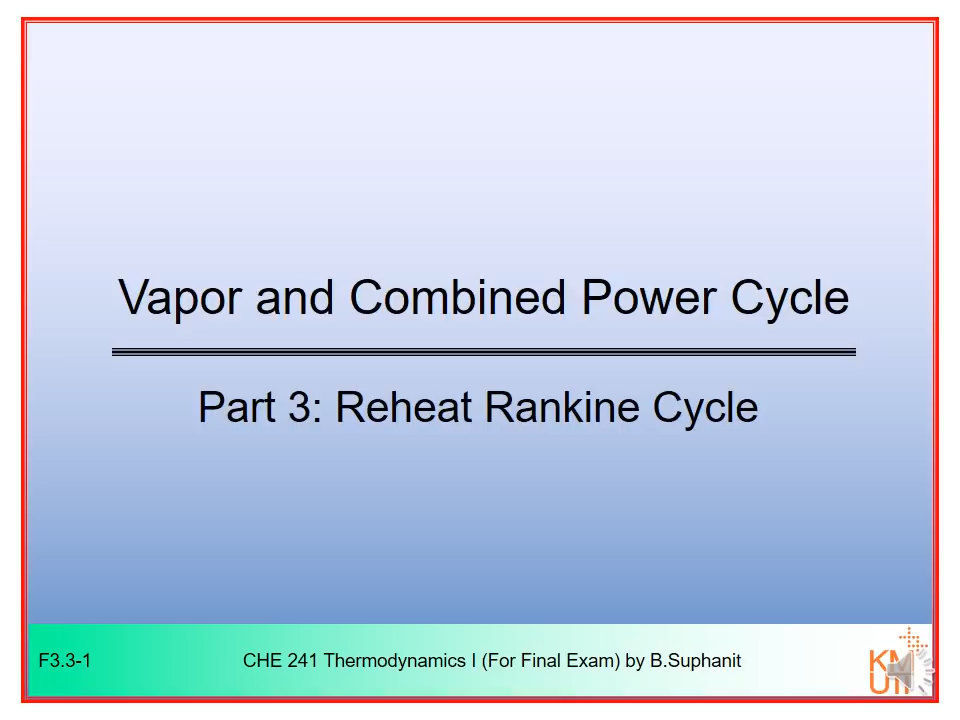 Vapor and Combined Power Cycle
Part 3: Reheat Rankine Cycle
F3.3-1
CHE 241 Thermodynamics I (For Final Exam) by B.Suphanit